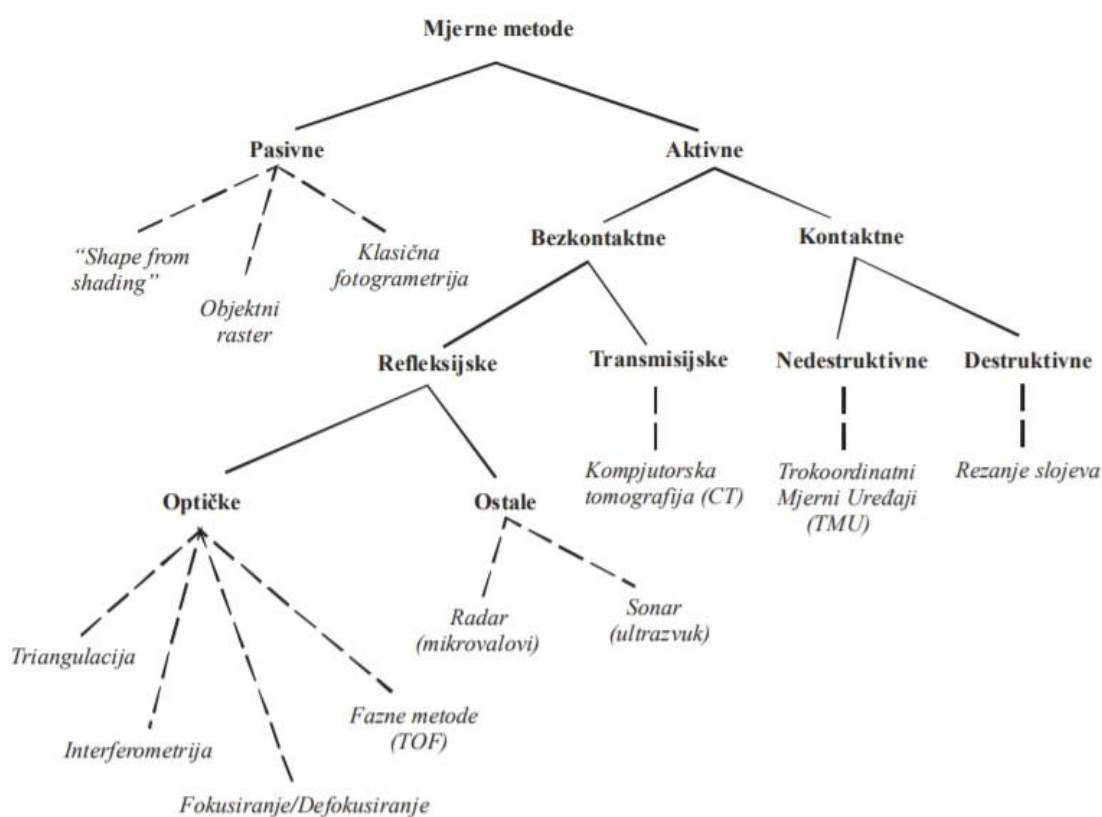 Mjerne metode
Pasivne
Aktivne
“Shape from
shading”
Objektni
raster
Klasična
fotogrametrija
Bezkontaktne
Kontaktne
Refleksijske
Transmisijske
Nedestruktivne
Destruktivne
Kompjutorska
tomografija (CT)
Trokoordinatni
Mjerni Uređaji
(TMU)
Rezanje slojeva
Optičke
Ostale
Radar
(mikrovalovi)
Sonar
(ultrazvuk)
Triangulacija
Interferometrija
Fokusiranje/Defokusiranje
Fazne metode
(TOF)